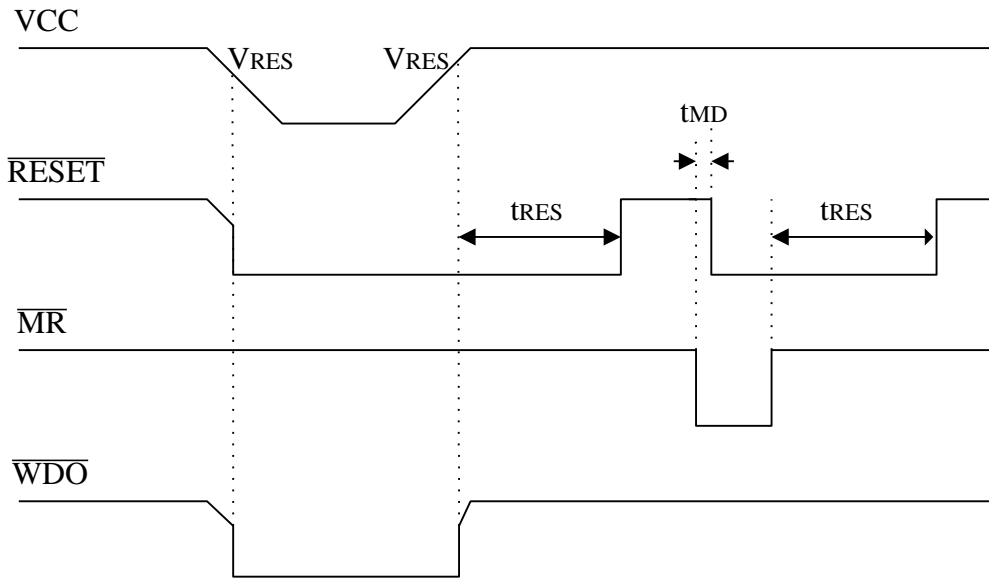 VCC
VRES VRES
tMD
RESET
tRES tRES
MR
WDO